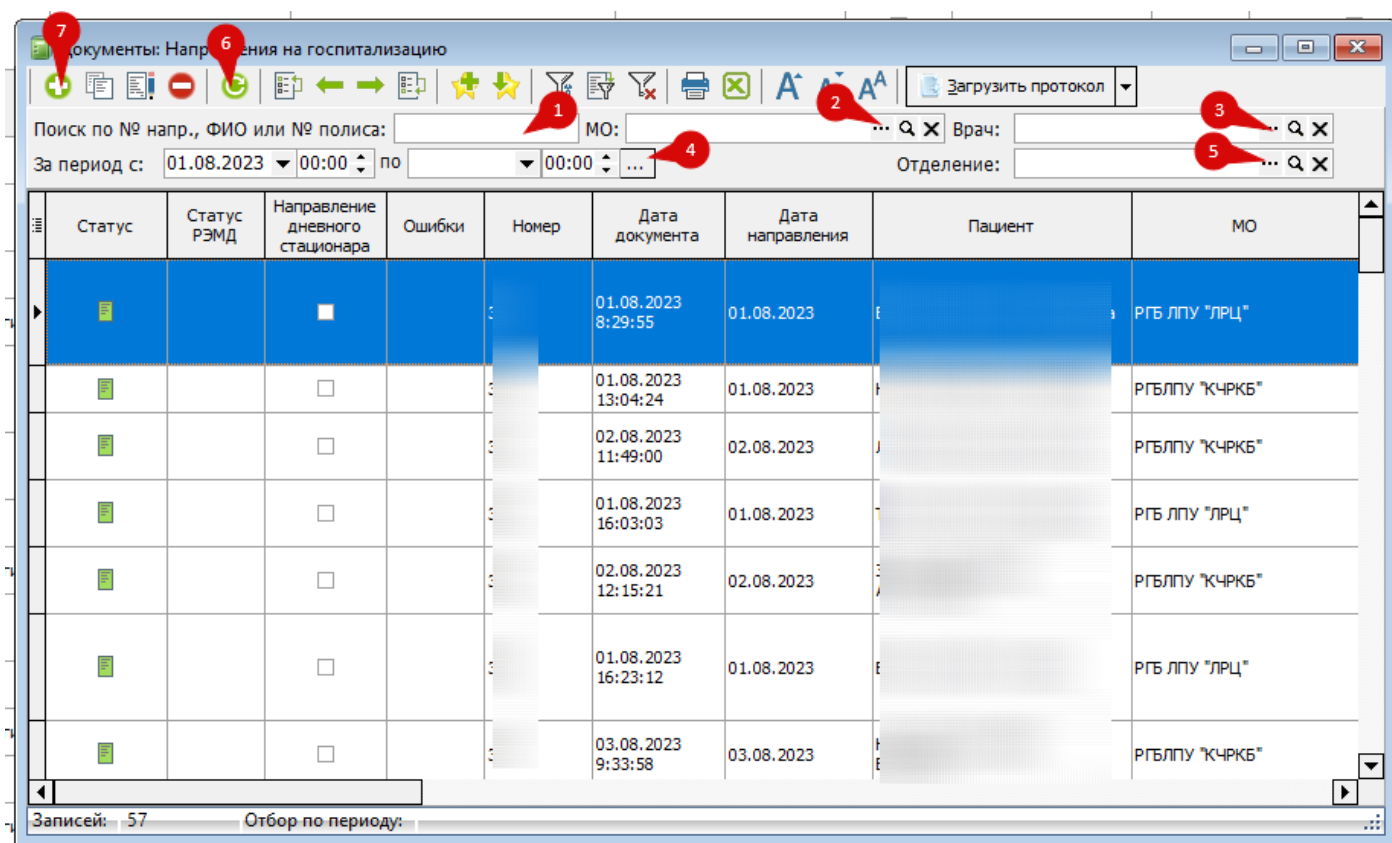 7
6
Документы: Направления на госпитализацию
Загрузить протокол
1
2
3
Поиск по № напр., ФИО или № полиса:
МО:
...
Врач:
...
За период с:
01.08.2023
00:00
по
00:00
...
4
Отделение:
5
...
Статус
Статус
РЭМД
Направление
дневного
стационара
Ошибки
Номер
Дата
документа
Дата
направления
Пациент
МО
01.08.2023
8:29:55
01.08.2023
РГБ ЛПУ "ЛРЦ"
01.08.2023
13:04:24
01.08.2023
РГБЛПУ "КЧРКБ"
02.08.2023
11:49:00
02.08.2023
РГБЛПУ "КЧРКБ"
01.08.2023
16:03:03
01.08.2023
РГБ ЛПУ "ЛРЦ"
02.08.2023
12:15:21
02.08.2023
РГБЛПУ "КЧРКБ"
01.08.2023
16:23:12
01.08.2023
РГБ ЛПУ "ЛРЦ"
03.08.2023
9:33:58
03.08.2023
РГБЛПУ "КЧРКБ"
Записей: 57
Отбор по периоду: